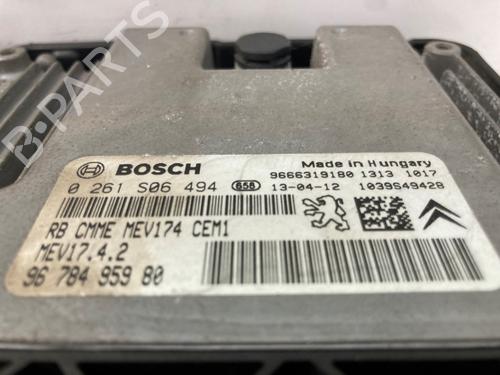 BOSCH
Made in Hungary
9666319180 1313 1017
0 261 S06 494 658 13-04-12 1039S49428
RB CMME MEV174 CEM1
MEV17.4.2
96 784 959 80
B-PARTS